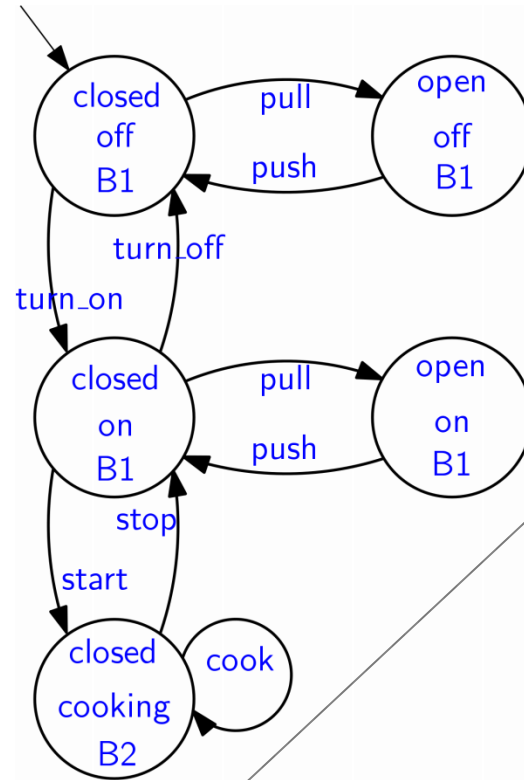 closed
off
B1
pull
open
off
B1
push
turn_off
turn_on
closed
on
B1
pull
open
on
B1
push
stop
start
closed
cooking
B2
cook